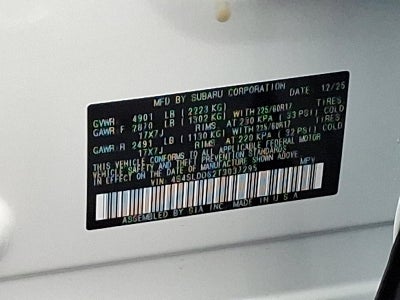 MFD BY SUBARU CORPORATION DATE 12/25
GVWR 4901 LB (2223 KG) TIRES
GAWR F 2870 LB (1302 KG) WITH 225/60R17
17X7J RIMS AT 230 KPA (33 PSI) COLD
GAWR R 2491 LB (1130 KG) WITH 225/60R17 TIRES
17X7J RIMS AT 220 KPA (32 PSI) COLD
THIS VEHICLE CONFORMS TO ALL APPLICABLE FEDERAL MOTOR
VEHICLE SAFETY AND THEFT PREVENTION STANDARDS
IN EFFECT ON THE DATE OF MANUFACTURE SHOWN ABOVE.
VIN: MPV
ASSEMBLED BY SIA INC. MADE IN U.S.A